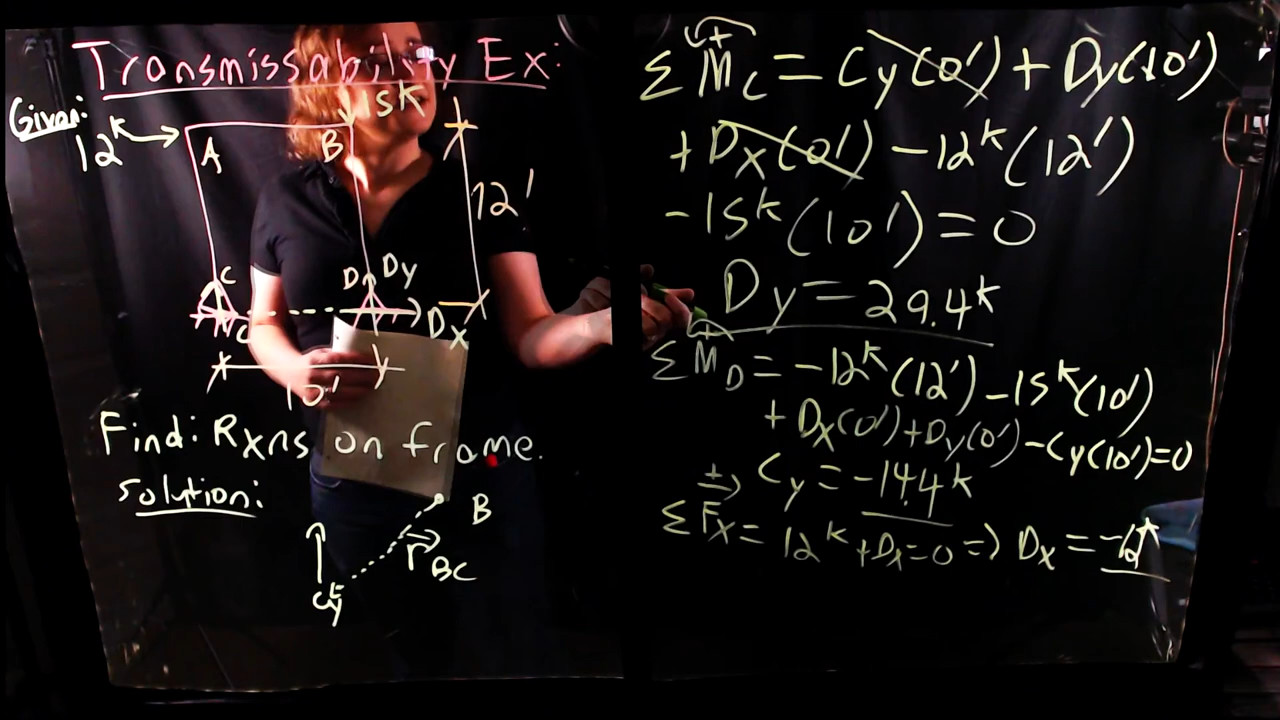 Transmissability Ex:
Given:
12k → A B 15k
12'
C D Dy
Cy Dx
10'
Find: Rxns on frame.
Solution:
B
rBC
Cy
ΣMC = Cy(0') + Dy(10')
+ Dx(0') - 12k(12')
- 15k(10') = 0
Dy = 29.4k
ΣMD = -12k(12') - 15k(10')
+ Dx(0') + Dy(0') - Cy(10') = 0
Cy = -14.4k
ΣFx = 12k + Dx = 0 => Dx = -12k